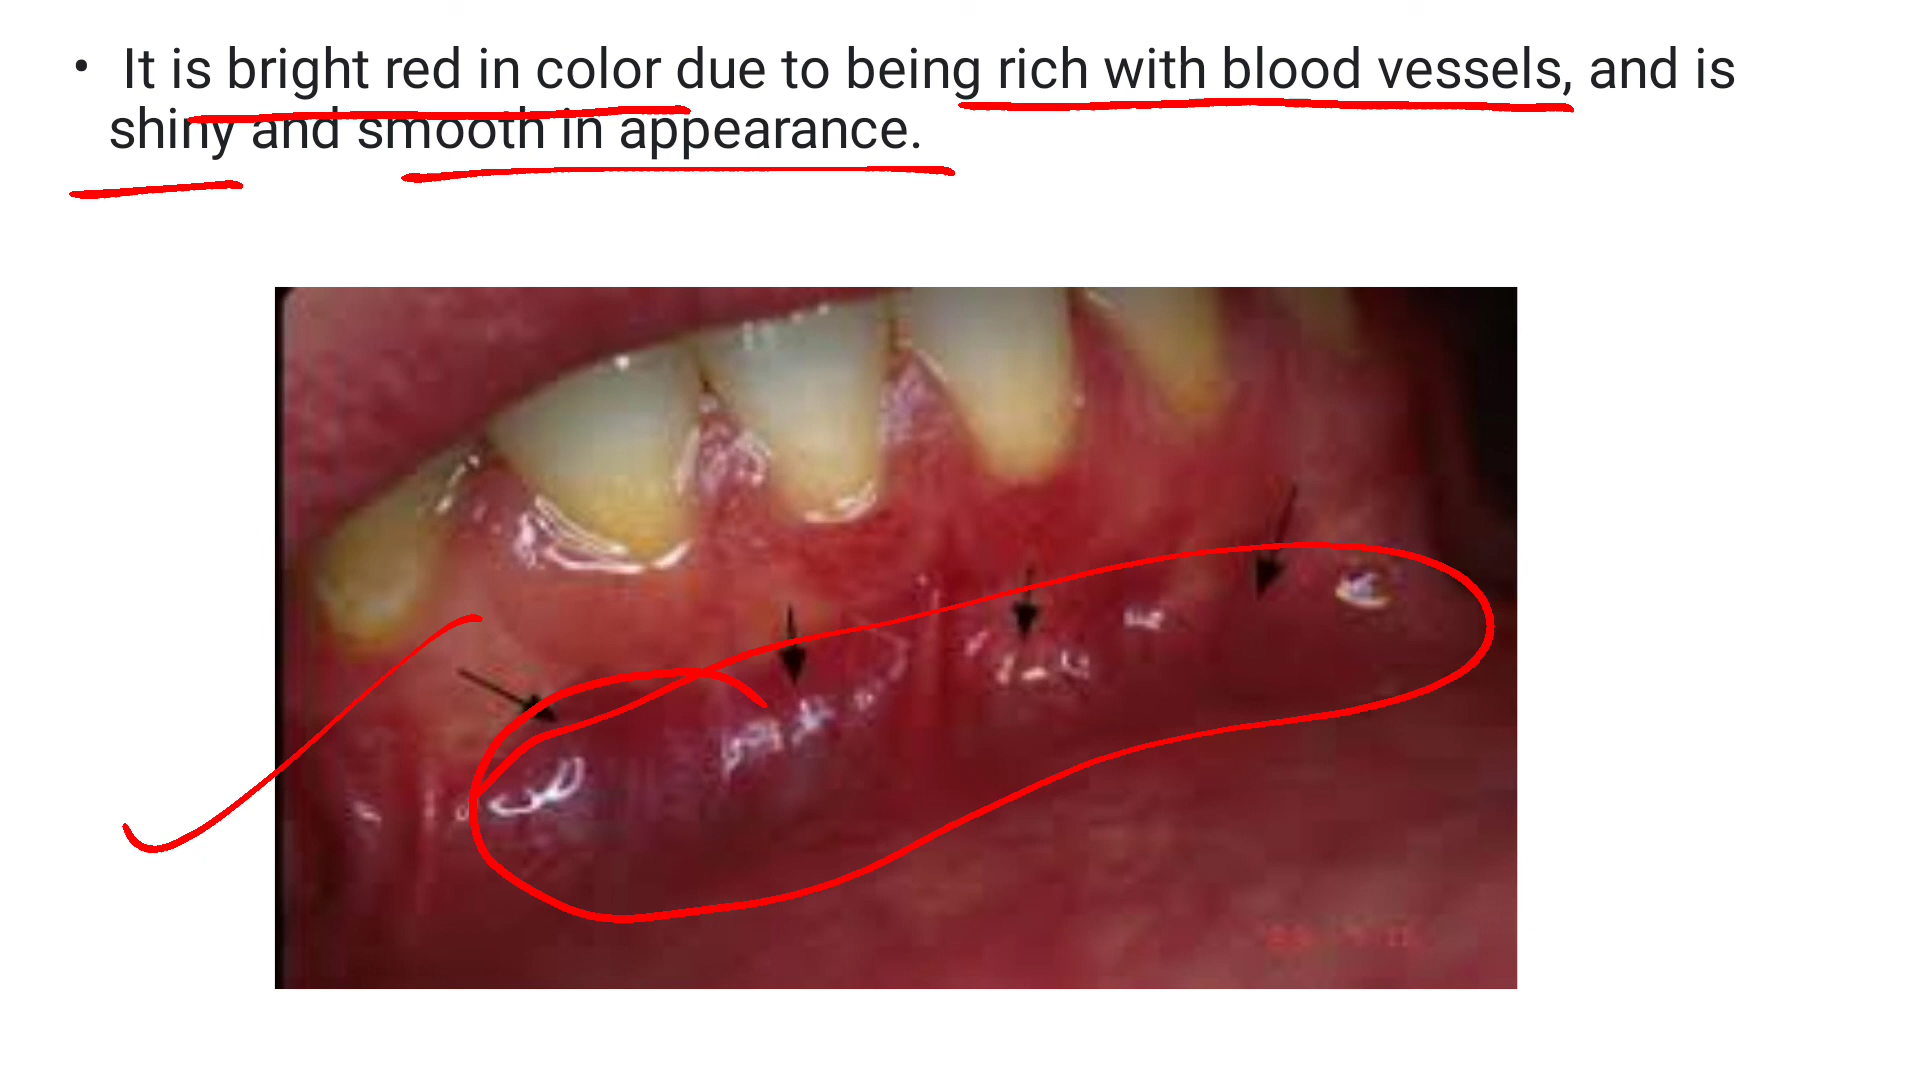 • It is bright red in color due to being rich with blood vessels, and is
shiny and smooth in appearance.